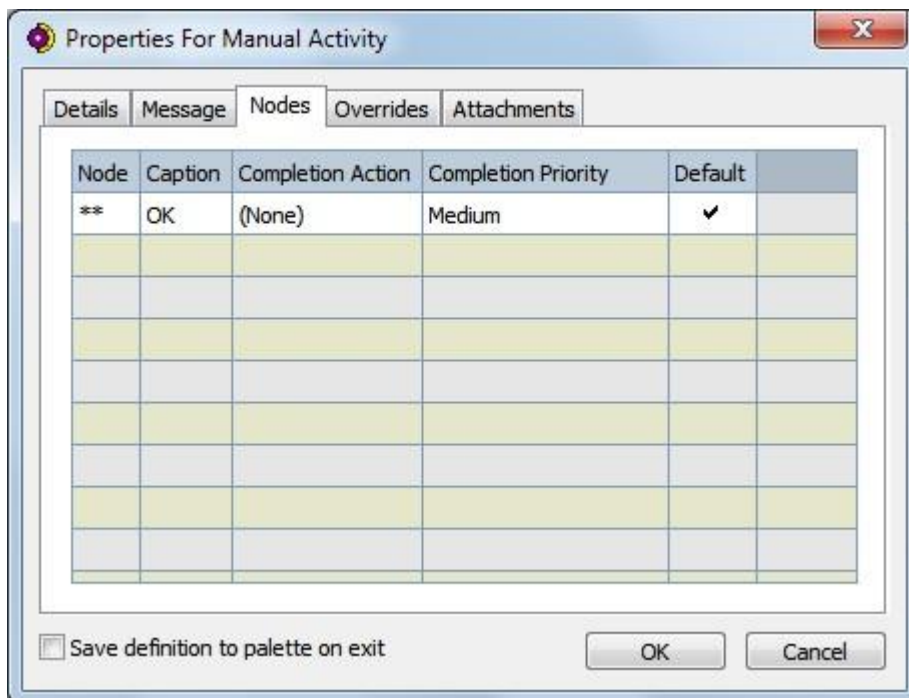 Properties For Manual Activity
Details Message Nodes Overrides Attachments
Node Caption Completion Action Completion Priority Default
** OK (None) Medium ✔
Save definition to palette on exit OK Cancel